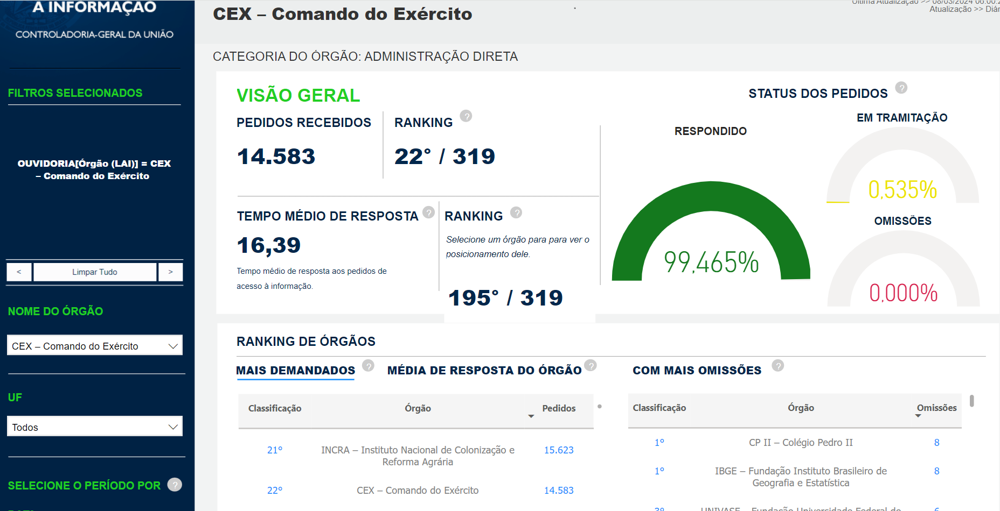 A INFORMAÇÃO
CONTROLADORIA-GERAL DA UNIÃO
FILTROS SELECIONADOS
OUVIDORIA[Órgão (LAI)] = CEX
– Comando do Exército
<
Limpar Tudo
>
NOME DO ÓRGÃO
CEX – Comando do Exército
UF
Todos
SELECIONE O PERÍODO POR
?
CEX – Comando do Exército
Última Atualização >> 08/03/2024 06:00:
Atualização >> Diár
CATEGORIA DO ÓRGÃO: ADMINISTRAÇÃO DIRETA
VISÃO GERAL
PEDIDOS RECEBIDOS
14.583
RANKING
?
22° / 319
TEMPO MÉDIO DE RESPOSTA
?
16,39
Tempo médio de resposta aos pedidos de
acesso à informação.
RANKING
?
Selecione um órgão para para ver o
posicionamento dele.
195° / 319
STATUS DOS PEDIDOS
?
RESPONDIDO
99,465%
EM TRAMITAÇÃO
0,535%
OMISSÕES
0,000%
RANKING DE ÓRGÃOS
MAIS DEMANDADOS
?
MÉDIA DE RESPOSTA DO ÓRGÃO
?
COM MAIS OMISSÕES
?
Classificação Órgão Pedidos
21° INCRA – Instituto Nacional de Colonização e 15.623
Reforma Agrária
22° CEX – Comando do Exército 14.583
Classificação Órgão Omissões
1° CP II – Colégio Pedro II 8
1° IBGE – Fundação Instituto Brasileiro de 8
Geografia e Estatística
3° UNIVASF – Fundação Universidade Federal do 6